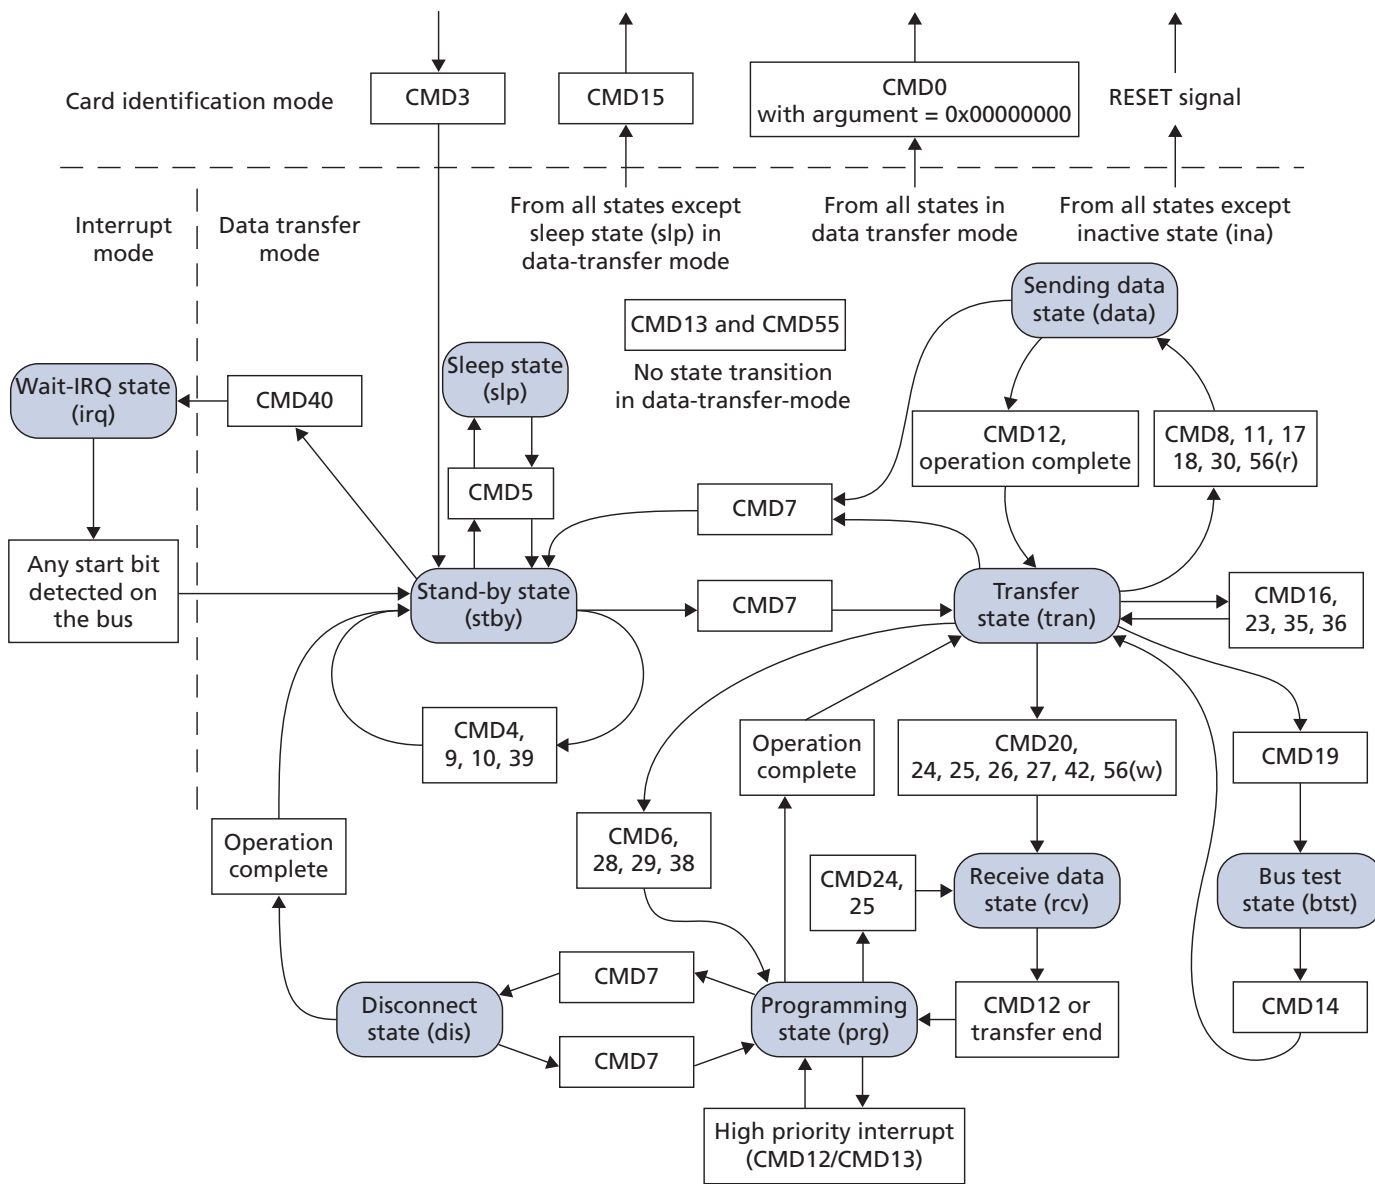 Card identification mode
CMD3
CMD15
CMD0
with argument = 0x00000000
RESET signal
Interrupt
mode
Data transfer
mode
From all states except
sleep state (slp) in
data-transfer mode
From all states in
data transfer mode
From all states except
inactive state (ina)
Sending data
state (data)
CMD13 and CMD55
No state transition
in data-transfer-mode
Wait-IRQ state
(irq)
CMD40
Sleep state
(slp)
CMD12,
operation complete
CMD8, 11, 17
18, 30, 56(r)
CMD5
CMD7
Any start bit
detected on
the bus
Stand-by state
(stby)
CMD7
Transfer
state (tran)
CMD16,
23, 35, 36
CMD4,
9, 10, 39
Operation
complete
CMD20,
24, 25, 26, 27, 42, 56(w)
CMD19
Operation
complete
CMD6,
28, 29, 38
CMD24,
25
Receive data
state (rcv)
Bus test
state (btst)
CMD7
Disconnect
state (dis)
Programming
state (prg)
CMD12 or
transfer end
CMD14
CMD7
High priority interrupt
(CMD12/CMD13)